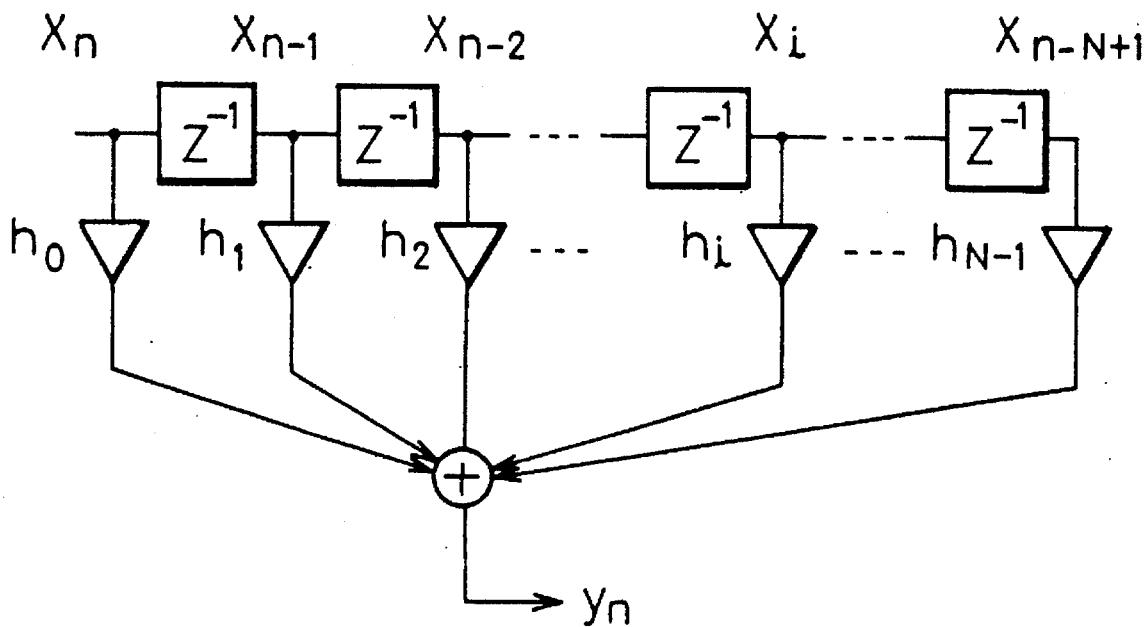 Xn Xn-1 Xn-2 Xi Xn-N+1
Z-1 Z-1 --- Z-1 --- Z-1
h0 h1 h2 --- hi --- hN-1
+
yn